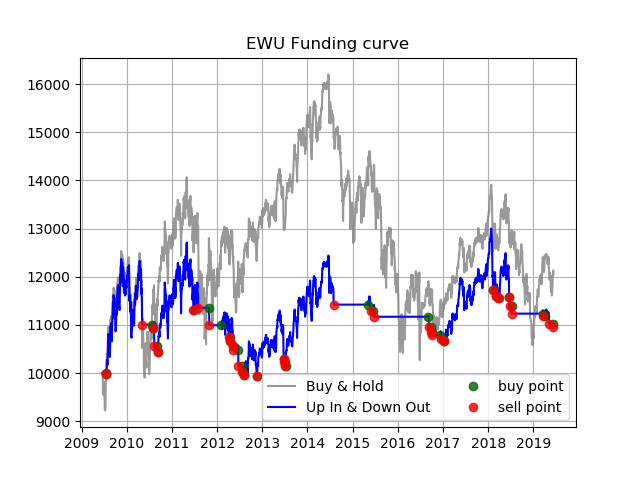 EWU Funding curve
16000
15000
14000
13000
12000
11000
10000
9000
Buy & Hold
Up In & Down Out
buy point
sell point
2009 2010 2011 2012 2013 2014 2015 2016 2017 2018 2019